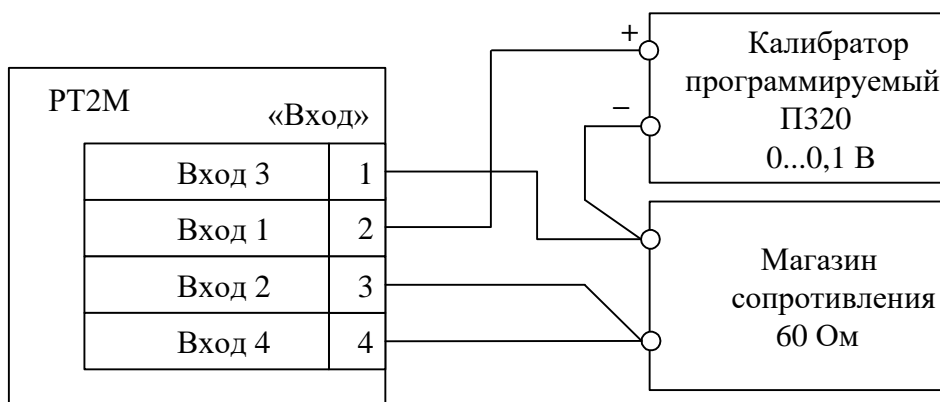 РТ2М
«Вход»
Вход 3 1
Вход 1 2
Вход 2 3
Вход 4 4
+
Калибратор
программируемый
–
П320
0...0,1 В
Магазин
сопротивления
60 Ом